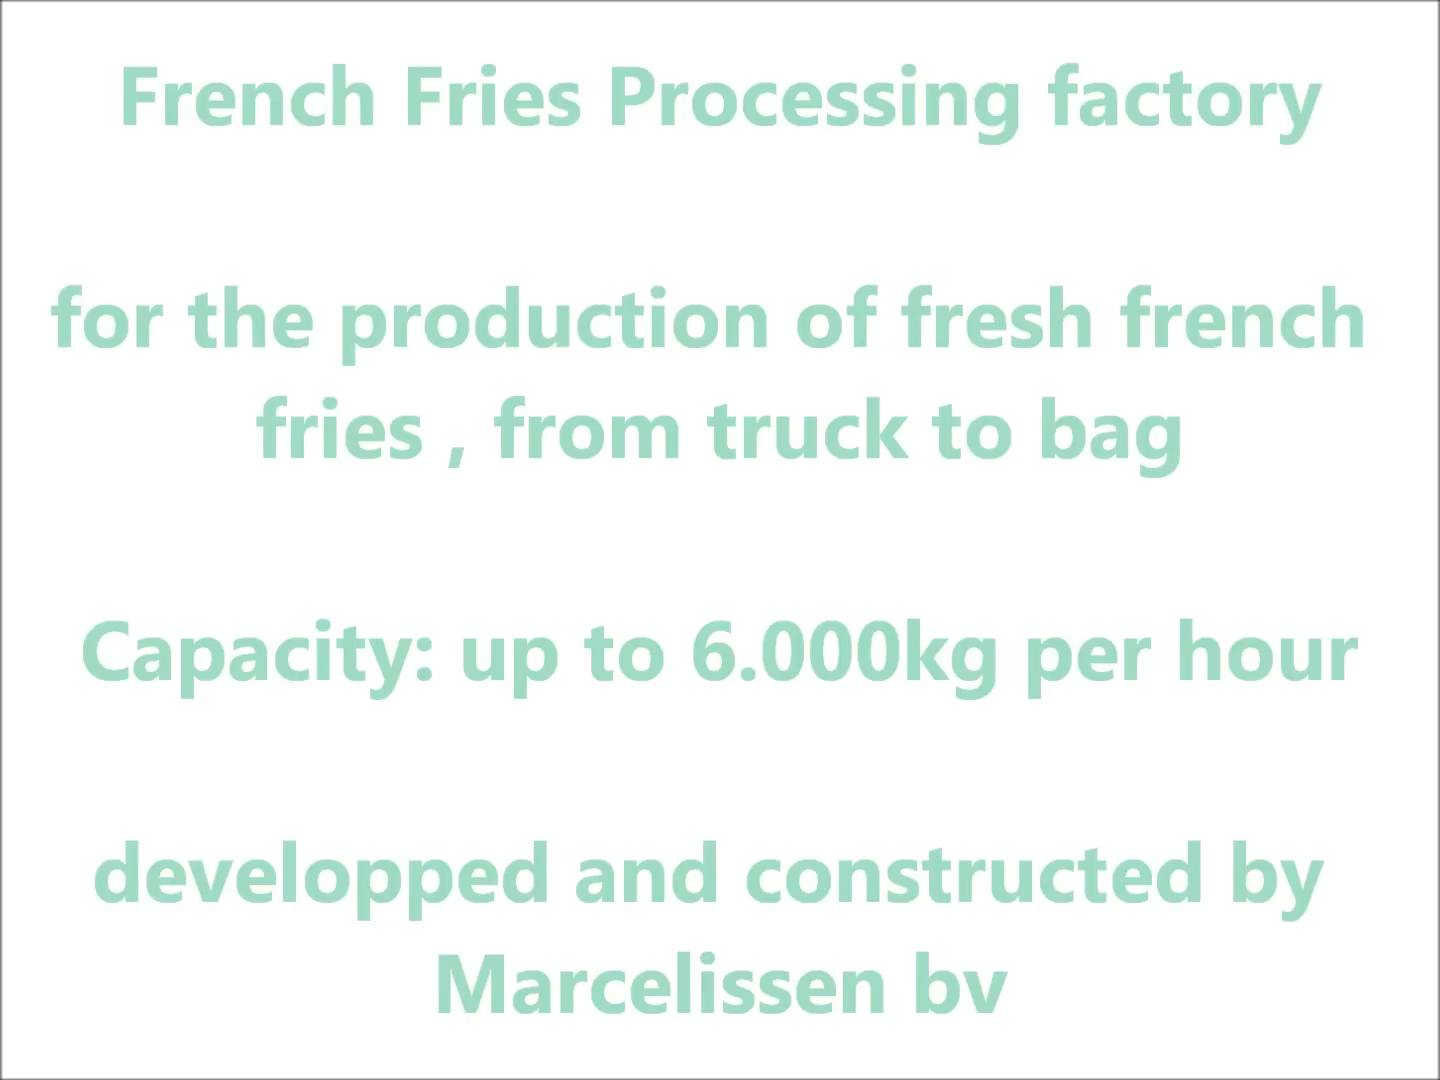 French Fries Processing factory
for the production of fresh french
fries , from truck to bag
Capacity: up to 6.000kg per hour
developped and constructed by
Marcelissen bv